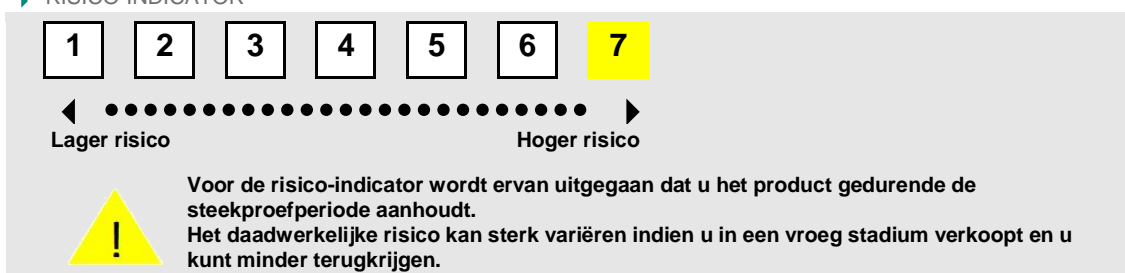 RISICO-INDICATOR
1 2 3 4 5 6 7
Lager risico Hoger risico
Voor de risico-indicator wordt ervan uitgegaan dat u het product gedurende de
steekproefperiode aanhoudt.
!
Het daadwerkelijke risico kan sterk variëren indien u in een vroeg stadium verkoopt en u
kunt minder terugkrijgen.